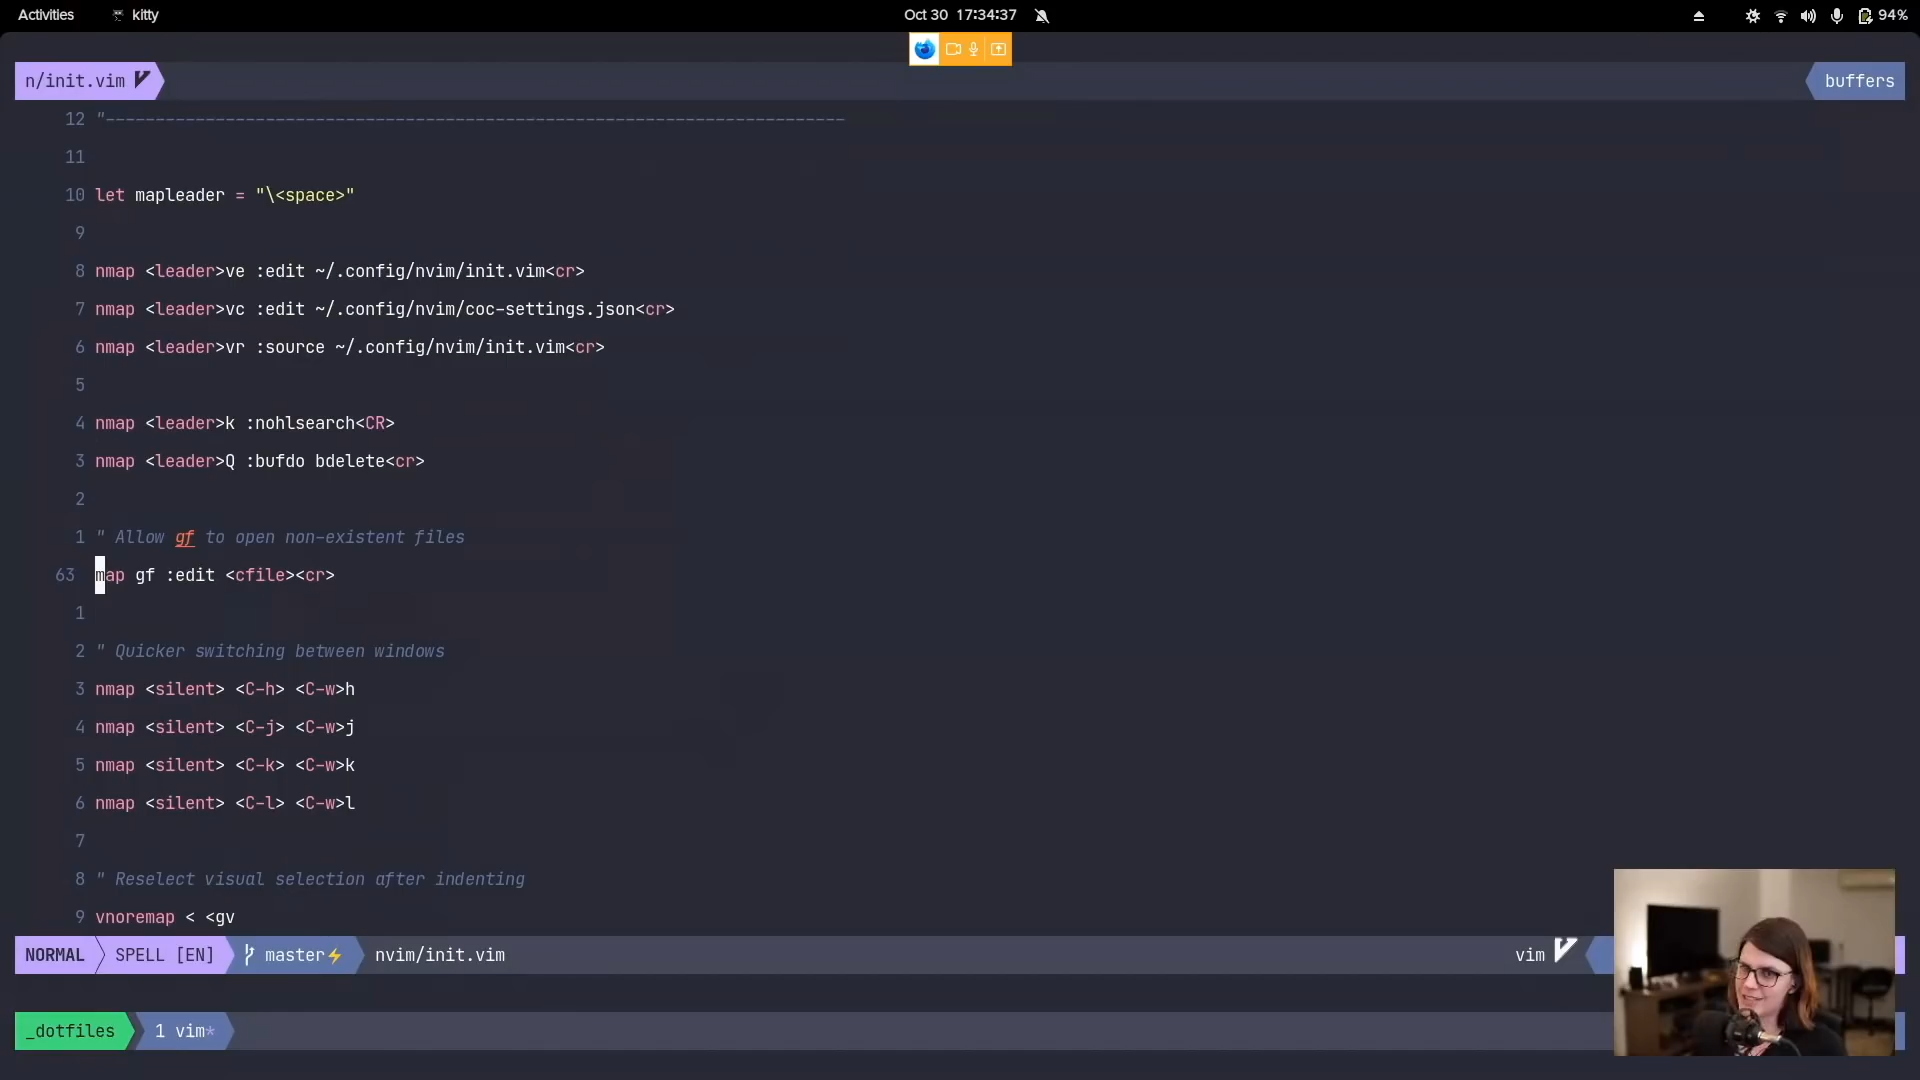 Activities kitty Oct 30 17:34:37 94%
n/init.vim buffers
12 "--------------------------------------------------------------------------
11
10 let mapleader = "\<space>"
9
8 nmap <leader>ve :edit ~/.config/nvim/init.vim<cr>
7 nmap <leader>vc :edit ~/.config/nvim/coc-settings.json<cr>
6 nmap <leader>vr :source ~/.config/nvim/init.vim<cr>
5
4 nmap <leader>k :nohlsearch<CR>
3 nmap <leader>Q :bufdo bdelete<cr>
2
1 " Allow gf to open non-existent files
63 map gf :edit <cfile><cr>
1
2 " Quicker switching between windows
3 nmap <silent> <C-h> <C-w>h
4 nmap <silent> <C-j> <C-w>j
5 nmap <silent> <C-k> <C-w>k
6 nmap <silent> <C-l> <C-w>l
7
8 " Reselect visual selection after indenting
9 vnoremap < <gv
NORMAL SPELL [EN] master⚡ nvim/init.vim vim
_dotfiles 1 vim*